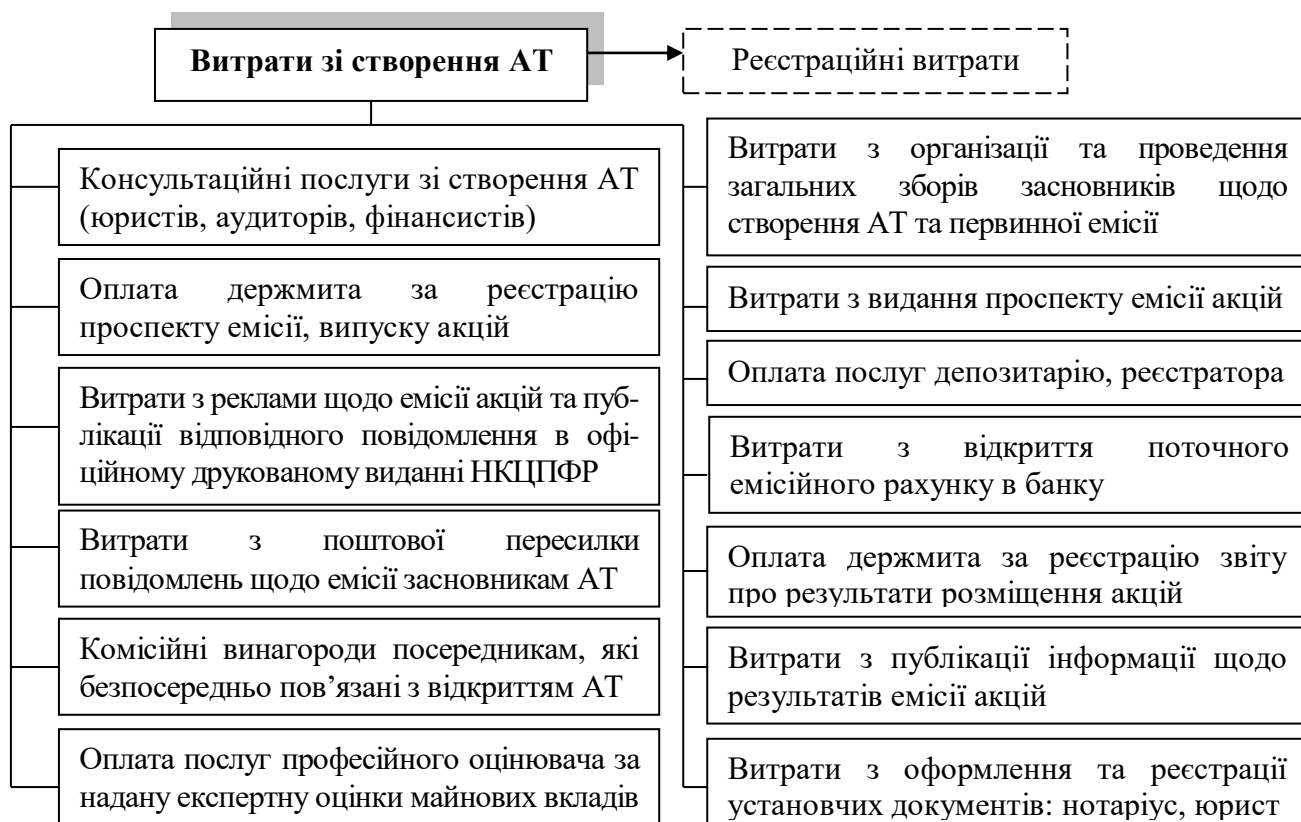 Витрати зі створення АТ
Реєстраційні витрати
Консультаційні послуги зі створення АТ
(юристів, аудиторів, фінансистів)
Оплата держмита за реєстрацію
проспекту емісії, випуску акцій
Витрати з реклами щодо емісії акцій та пуб-
лікації відповідного повідомлення в офі-
ційному друкованому виданні НКЦПФР
Витрати з поштової пересилки
повідомлень щодо емісії засновникам АТ
Комісійні винагороди посередникам, які
безпосередньо пов’язані з відкриттям АТ
Оплата послуг професійного оцінювача за
надану експертну оцінки майнових вкладів
Витрати з організації та проведення
загальних зборів засновників щодо
створення АТ та первинної емісії
Витрати з видання проспекту емісії акцій
Оплата послуг депозитарію, реєстратора
Витрати з відкриття поточного
емісійного рахунку в банку
Оплата держмита за реєстрацію звіту
про результати розміщення акцій
Витрати з публікації інформації щодо
результатів емісії акцій
Витрати з оформлення та реєстрації
установчих документів: нотаріус, юрист